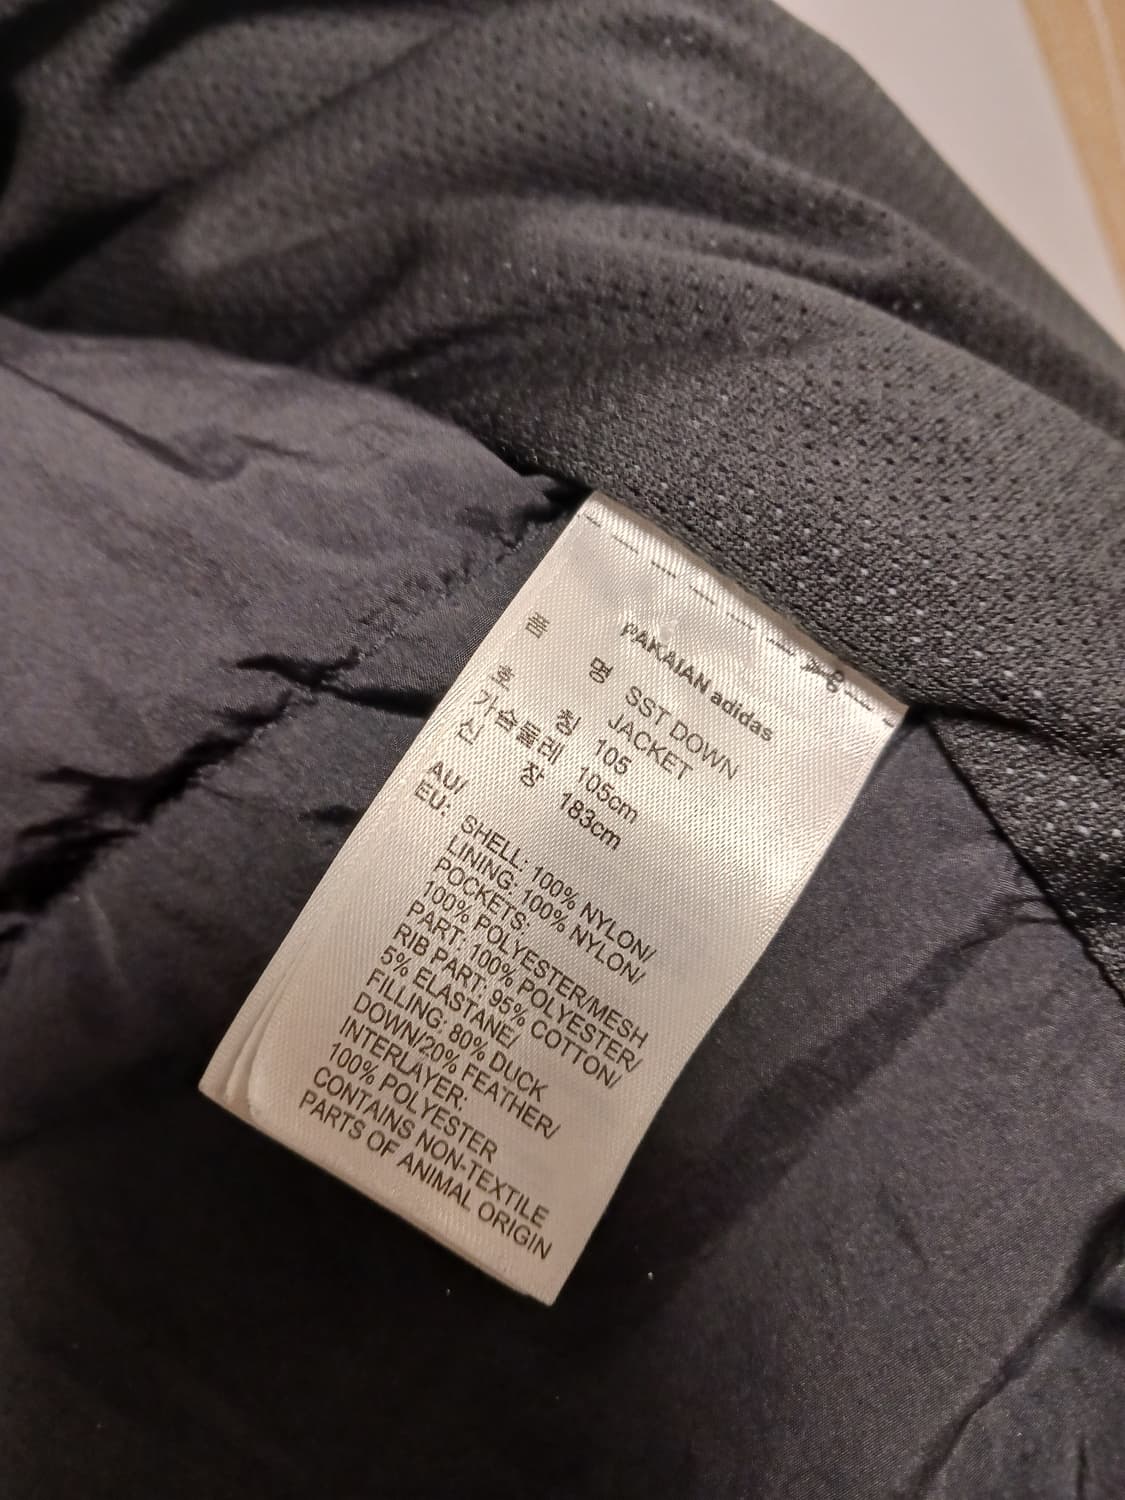 PAKAIAN adidas
품 명 SST DOWN
JACKET
호 칭 105
가슴둘레 105cm
신 장 183cm
AU/
EU:
SHELL: 100% NYLON/
LINING: 100% NYLON/
POCKETS:
100% POLYESTER/MESH
PART: 100% POLYESTER/
RIB PART: 95% COTTON/
5% ELASTANE/
FILLING: 80% DUCK
DOWN/20% FEATHER/
INTERLAYER:
100% POLYESTER
CONTAINS NON-TEXTILE
PARTS OF ANIMAL ORIGIN